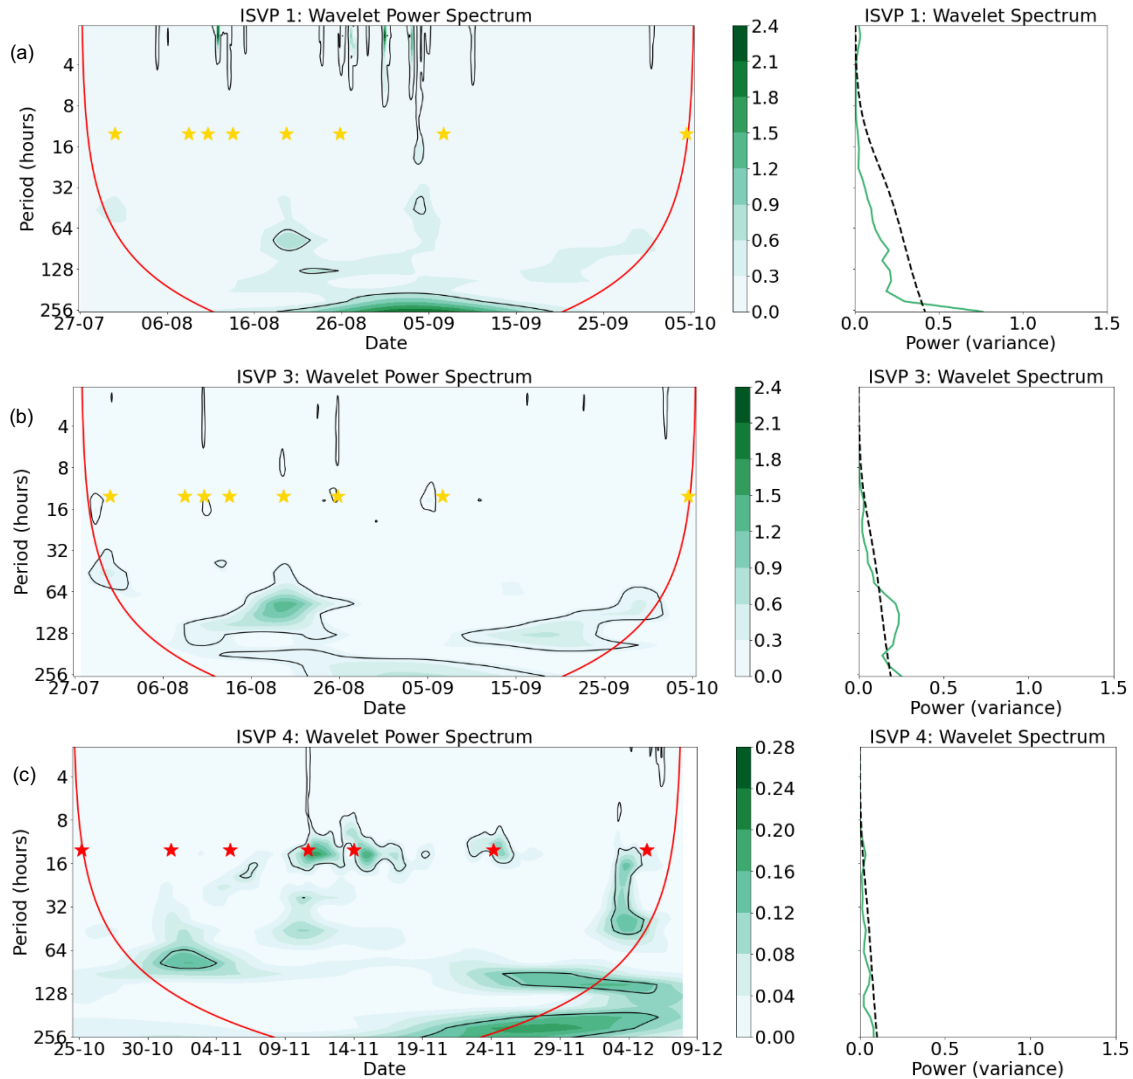 ISVP 1: Wavelet Power Spectrum
ISVP 1: Wavelet Spectrum
(a)
Period (hours)
4
8
16
32
64
128
256
27-07 06-08 16-08 26-08 05-09 15-09 25-09 05-10
Date
2.4
2.1
1.8
1.5
1.2
0.9
0.6
0.3
0.0
0.0 0.5 1.0 1.5
Power (variance)
ISVP 3: Wavelet Power Spectrum
ISVP 3: Wavelet Spectrum
(b)
Period (hours)
4
8
16
32
64
128
256
27-07 06-08 16-08 26-08 05-09 15-09 25-09 05-10
Date
2.4
2.1
1.8
1.5
1.2
0.9
0.6
0.3
0.0
0.0 0.5 1.0 1.5
Power (variance)
ISVP 4: Wavelet Power Spectrum
ISVP 4: Wavelet Spectrum
(c)
Period (hours)
4
8
16
32
64
128
256
25-10 30-10 04-11 09-11 14-11 19-11 24-11 29-11 04-12 09-12
Date
0.28
0.24
0.20
0.16
0.12
0.08
0.04
0.00
0.0 0.5 1.0 1.5
Power (variance)